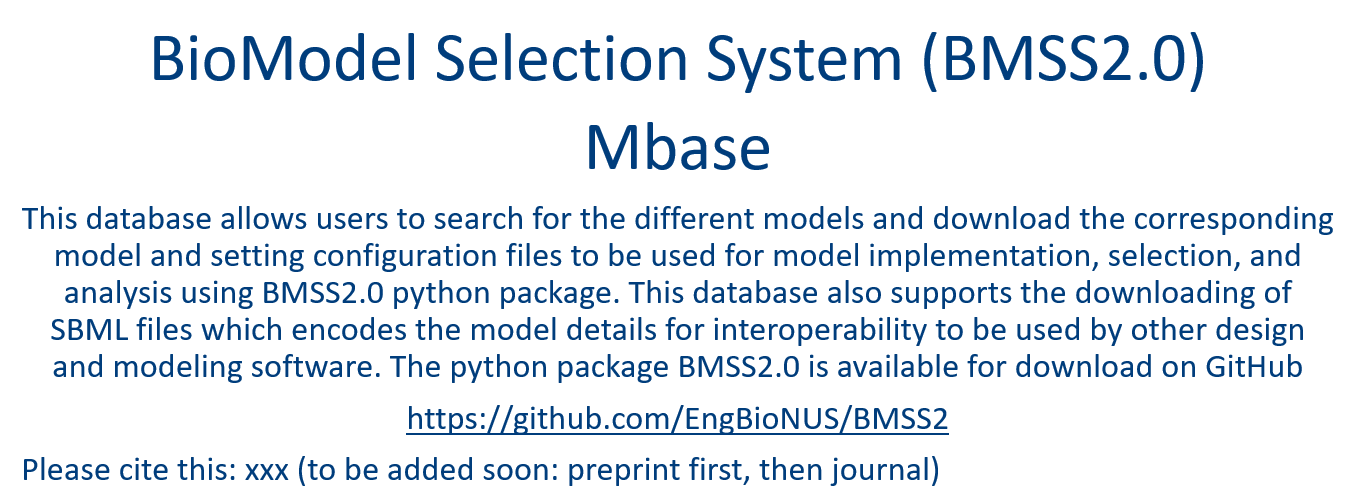 BioModel Selection System (BMSS2.0)
Mbase
This database allows users to search for the different models and download the corresponding
model and setting configuration files to be used for model implementation, selection, and
analysis using BMSS2.0 python package. This database also supports the downloading of
SBML files which encodes the model details for interoperability to be used by other design
and modeling software. The python package BMSS2.0 is available for download on GitHub
https://github.com/EngBioNUS/BMSS2
Please cite this: xxx (to be added soon: preprint first, then journal)